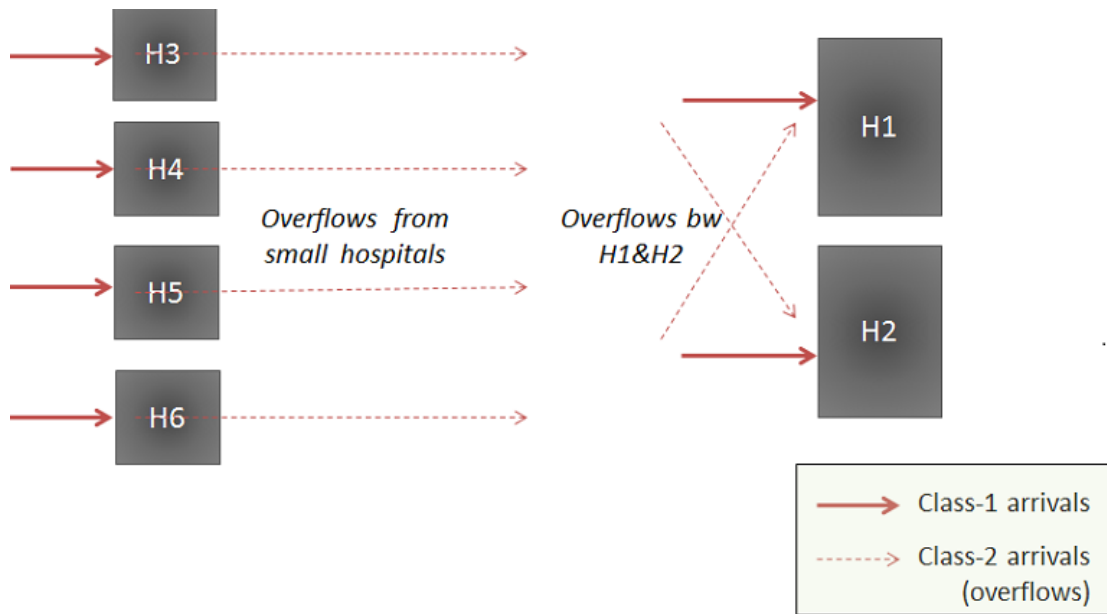 H3
H4
Overflows from
small hospitals
H5
H6
Overflows bw
H1&H2
H1
H2
.
Class-1 arrivals
Class-2 arrivals
(overflows)